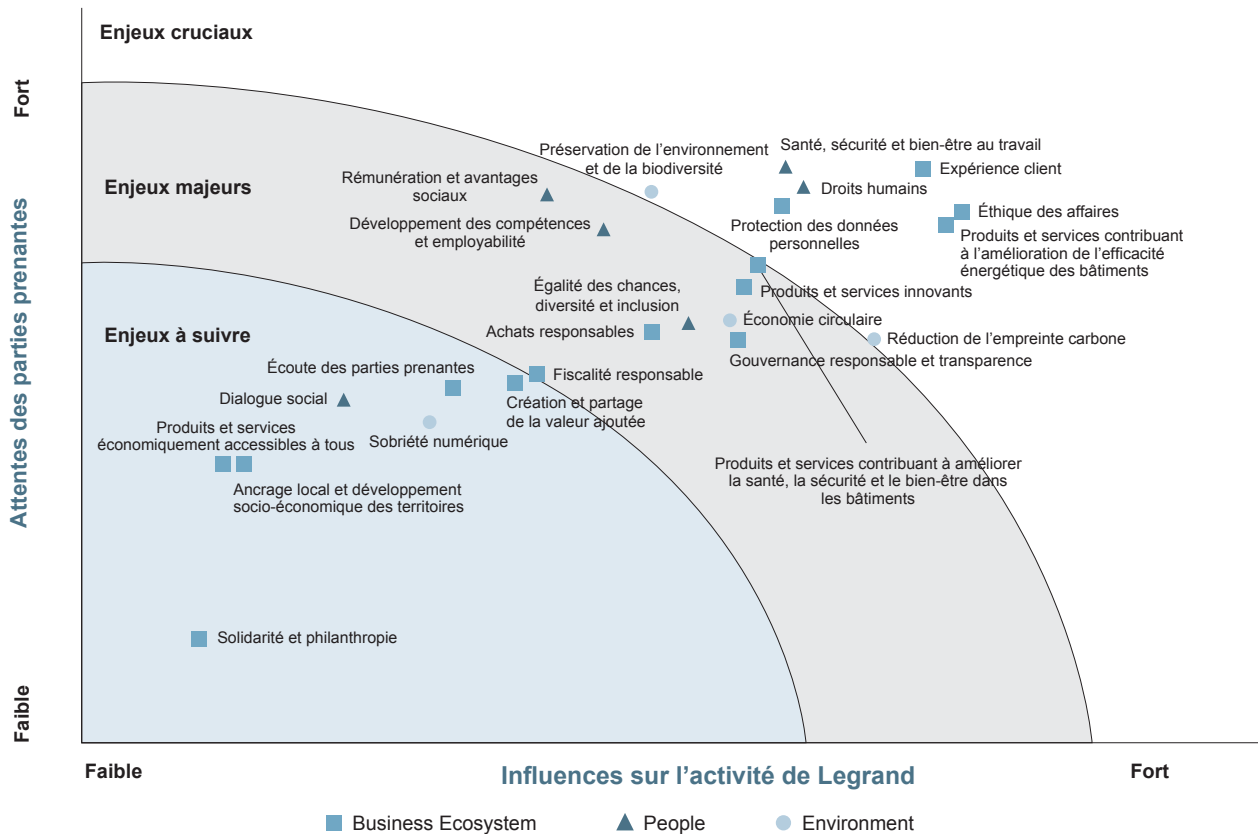 Enjeux cruciaux
Fort
Santé, sécurité et bien-être au travail
Préservation de l’environnement
et de la biodiversité
Expérience client
Rémunération et avantages
sociaux
Enjeux majeurs
Droits humains
Éthique des affaires
Développement des compétences
et employabilité
Protection des données
personnelles
Produits et services contribuant
à l’amélioration de l’efficacité
énergétique des bâtiments
Égalité des chances,
diversité et inclusion
Produits et services innovants
Économie circulaire
Achats responsables
Enjeux à suivre
Réduction de l’empreinte carbone
Gouvernance responsable et transparence
Écoute des parties prenantes
Fiscalité responsable
Dialogue social
Création et partage
de la valeur ajoutée
Produits et services
économiquement accessibles à tous
Sobriété numérique
Produits et services contribuant à améliorer
la santé, la sécurité et le bien-être dans
les bâtiments
Ancrage local et développement
socio-économique des territoires
Attentes des parties prenantes
Solidarité et philanthropie
Faible
Faible
Influences sur l’activité de Legrand
Fort
Business Ecosystem
People
Environment